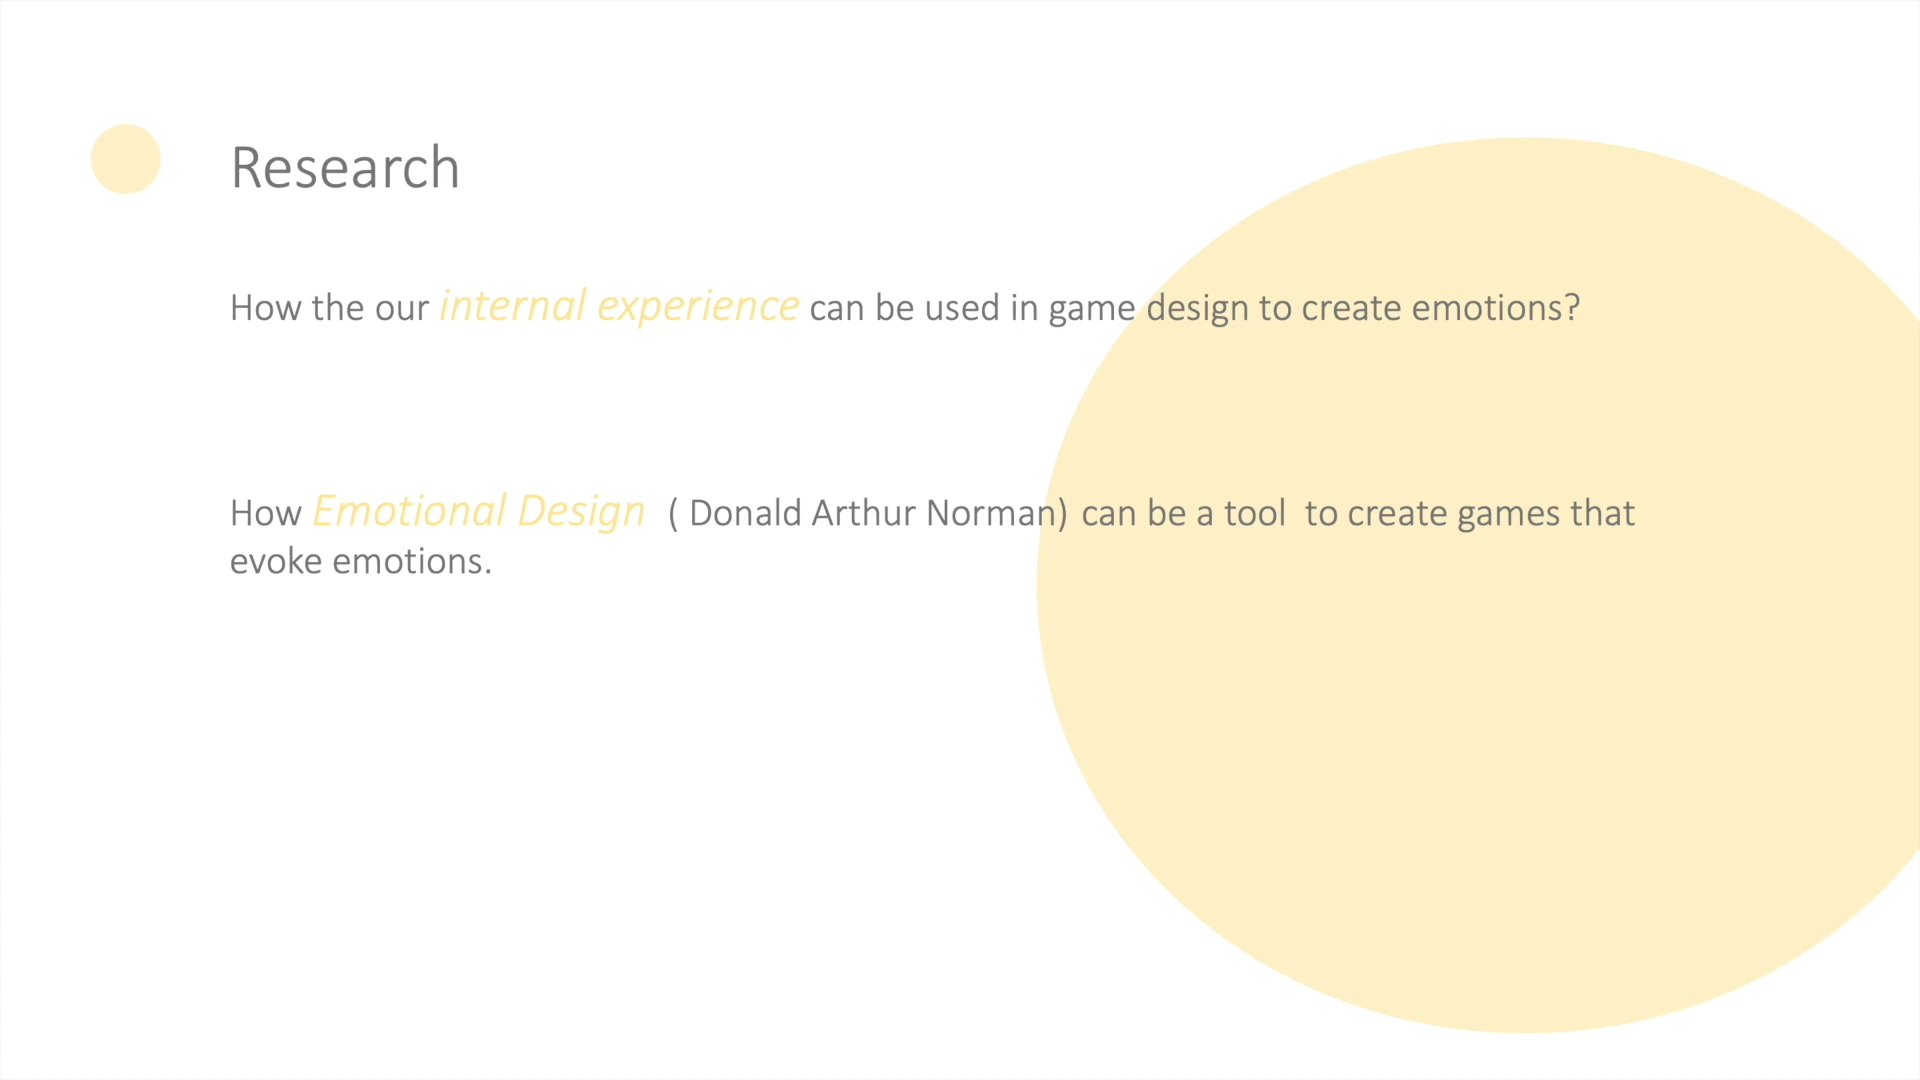 Research
How the our internal experience can be used in game design to create emotions?
How Emotional Design ( Donald Arthur Norman) can be a tool to create games that
evoke emotions.